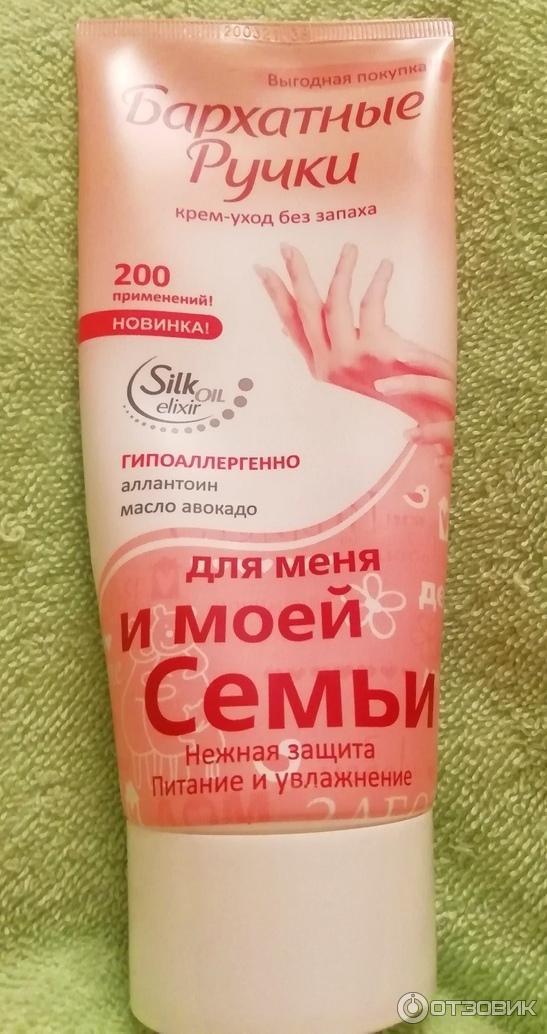 Выгодная покупка
Бархатные
Ручки
крем-уход без запаха
200
применений!
НОВИНКА!
Silk OIL
elixir
ГИПОАЛЛЕРГЕННО
аллантоин
масло авокадо
для меня
и моей
Семьи
Нежная защита
Питание и увлажнение
ОТЗОВИК